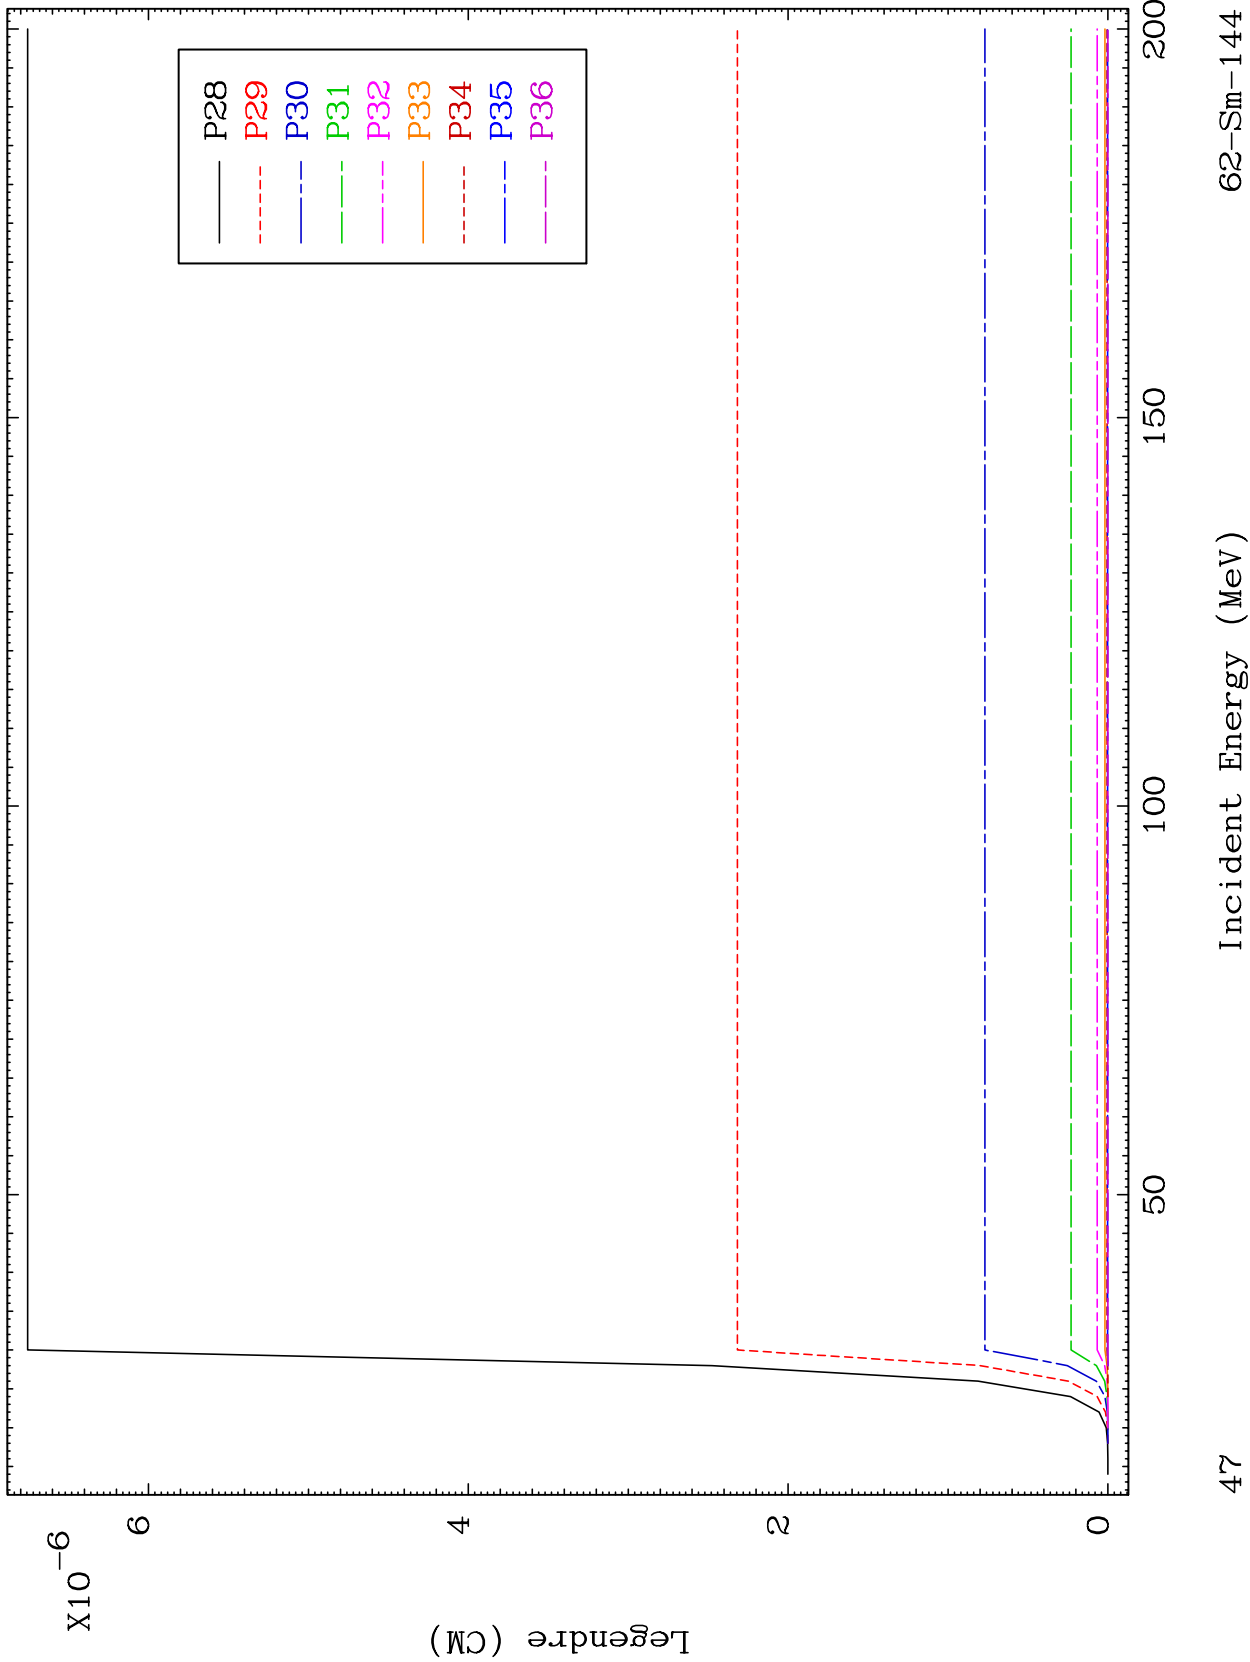 X10
-6
6
4
2
0
Legendre (CM)
P28
P29
P30
P31
P32
P33
P34
P35
P36
50
100
150
200
Incident Energy (MeV)
47
62-Sm-144